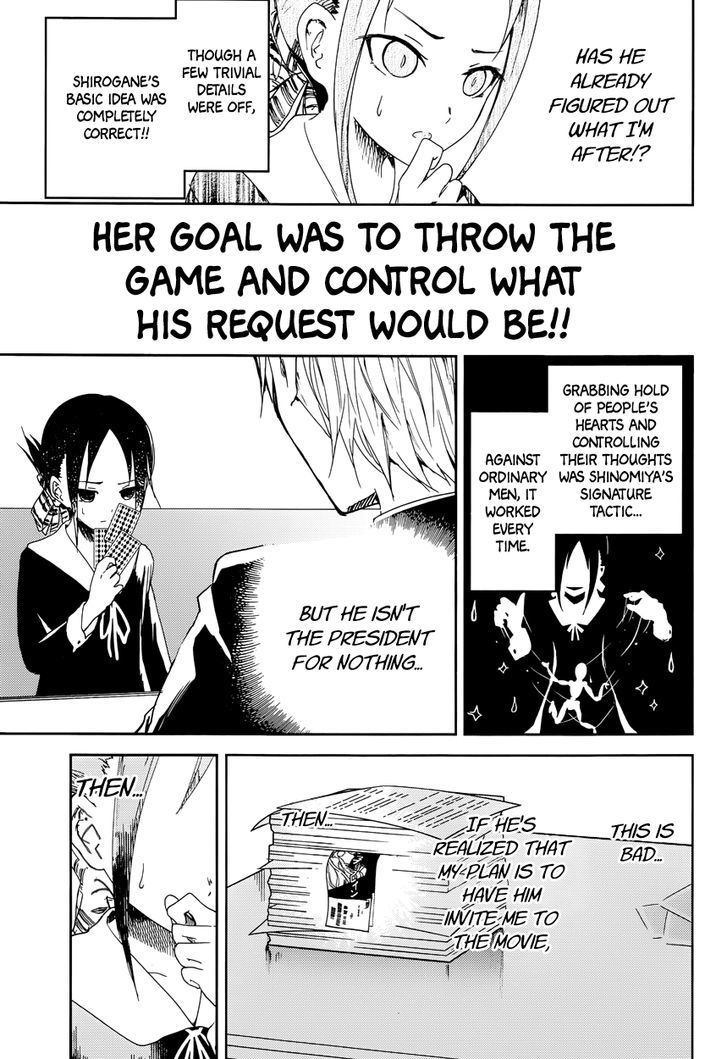 HAS HE
ALREADY
FIGURED OUT
WHAT I'M
AFTER!?
THOUGH A
FEW TRIVIAL
DETAILS
WERE OFF,
SHIROGANE'S
BASIC IDEA WAS
COMPLETELY
CORRECT!!
HER GOAL WAS TO THROW THE
GAME AND CONTROL WHAT
HIS REQUEST WOULD BE!!
GRABBING HOLD
OF PEOPLE'S
HEARTS AND
CONTROLLING
THEIR THOUGHTS
WAS SHINOMIYA'S
SIGNATURE
TACTIC...
AGAINST
ORDINARY
MEN, IT
WORKED
EVERY
TIME.
BUT HE ISN'T
THE PRESIDENT
FOR NOTHING...
THIS IS
BAD...
IF HE'S
REALIZED THAT
MY PLAN IS TO
HAVE HIM
INVITE ME TO
THE MOVIE,
THEN...
THEN...